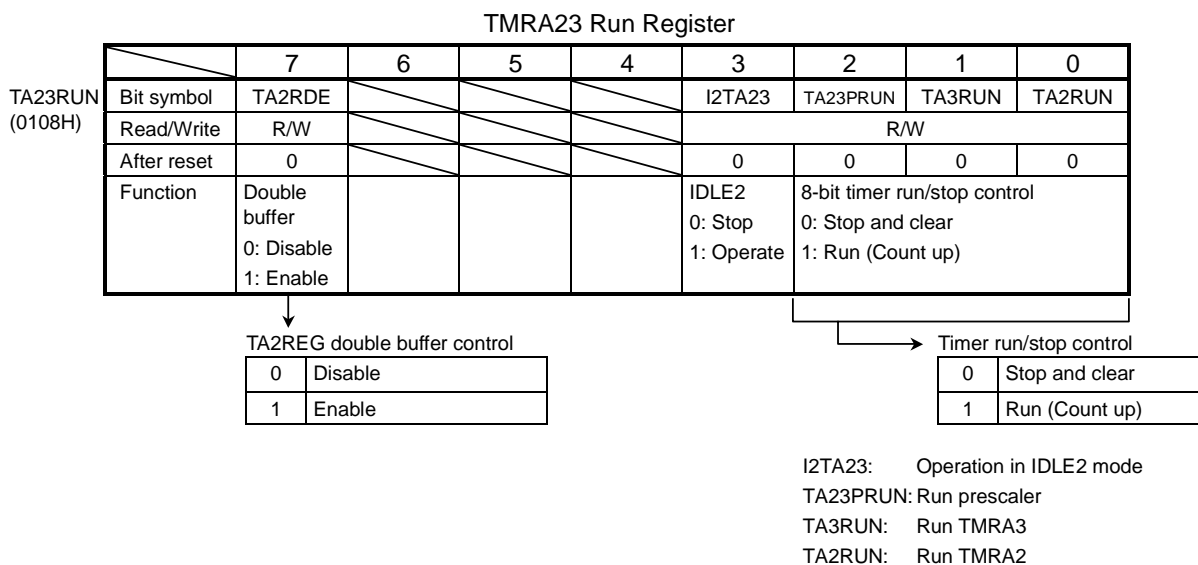 TMRA23 Run Register
7 6 5 4 3 2 1 0
TA23RUN Bit symbol TA2RDE I2TA23 TA23PRUN TA3RUN TA2RUN
(0108H) Read/Write R/W R/W
After reset 0 0 0 0 0
Function Double IDLE2 8-bit timer run/stop control
buffer 0: Stop 0: Stop and clear
0: Disable 1: Operate 1: Run (Count up)
1: Enable
TA2REG double buffer control Timer run/stop control
0 Disable 0 Stop and clear
1 Enable 1 Run (Count up)
I2TA23: Operation in IDLE2 mode
TA23PRUN: Run prescaler
TA3RUN: Run TMRA3
TA2RUN: Run TMRA2